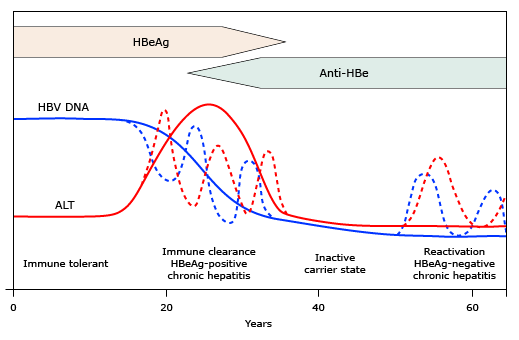 HBeAg
Anti-HBe
HBV DNA
ALT
Immune tolerant
Immune clearance
HBeAg-positive
chronic hepatitis
Inactive
carrier state
Reactivation
HBeAg-negative
chronic hepatitis
0
20
40
60
Years